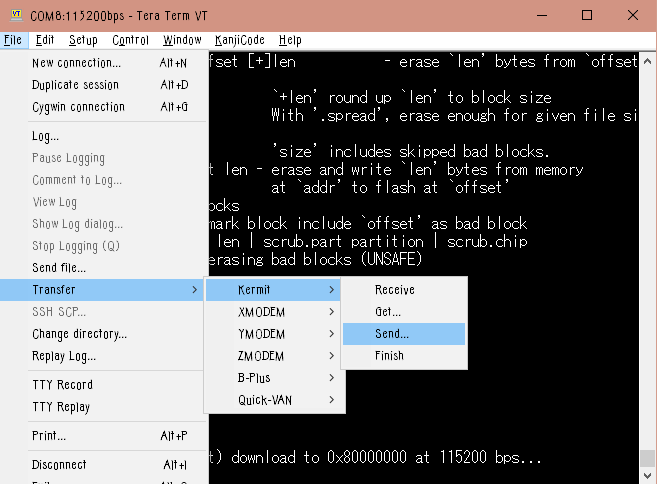 COM8:115200bps - Tera Term VT
File Edit Setup Control Window KanjiCode Help
New connection... Alt+N
Duplicate session Alt+D
Cygwin connection Alt+G
Log...
Pause Logging
Comment to Log...
View Log
Show Log dialog...
Stop Logging (Q)
Send file...
Transfer
SSH SCP...
Change directory...
Replay Log...
TTY Record
TTY Replay
Print... Alt+P
Disconnect Alt+I
Kermit
XMODEM
YMODEM
ZMODEM
B-Plus
Quick-VAN
Receive
Get...
Send...
Finish
fset [+]len - erase `len' bytes from `offset
`+len' round up `len' to block size
With '.spread', erase enough for given file si
'size' includes skipped bad blocks.
t len - erase and write `len' bytes from memory
at `addr' to flash at `offset'
ocks
mark block include `offset' as bad block
len | scrub.part partition | scrub.chip
erasing bad blocks (UNSAFE)
t) download to 0x80000000 at 115200 bps...